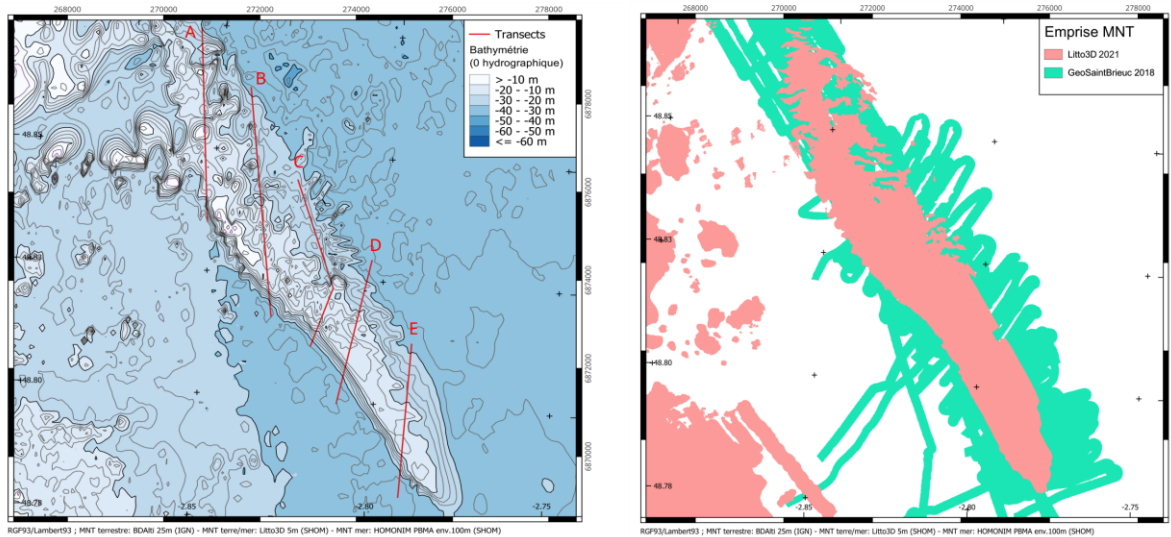 268000 270000 272000 274000 276000 278000
A
B
C
D
E
Transects
Bathymétrie
(0 hydrographique)
> -10 m
-20 - -10 m
-30 - -20 m
-40 - -30 m
-50 - -40 m
-60 - -50 m
<= -60 m
6878000
6876000
6874000
6872000
6870000
48.85
48.80
48.78
-2.85 -2.80 -2.75
RGF93/Lambert93 ; MNT terrestre: BDAlti 25m (IGN) - MNT terre/mer: Litto3D 5m (SHOM) - MNT mer: HOMONIM PBMA env.100m (SHOM)
268000 270000 272000 274000 276000 278000
Emprise MNT
Litto3D 2021
GeoSaintBrieuc 2018
48.85
48.83
48.80
48.78
-2.85 -2.80 -2.75
RGF93/Lambert93 ; MNT terrestre: BDAlti 25m (IGN) - MNT terre/mer: Litto3D 5m (SHOM) - MNT mer: HOMONIM PBMA env.100m (SHOM)